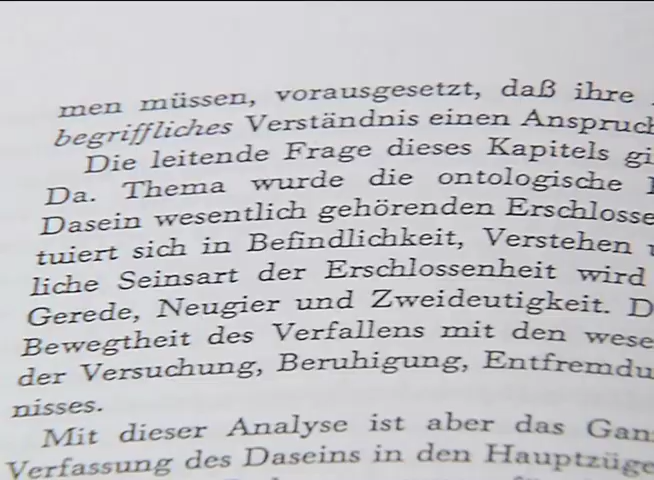 men müssen, vorausgesetzt, daß ihre
begriffliches Verständnis einen Anspruch
Die leitende Frage dieses Kapitels gi
Da. Thema wurde die ontologische
Dasein wesentlich gehörenden Erschlosse
tuiert sich in Befindlichkeit, Verstehen
liche Seinsart der Erschlossenheit wird
Gerede, Neugier und Zweideutigkeit. D
Bewegtheit des Verfallens mit den wese
der Versuchung, Beruhigung, Entfremdu
nisses.
Mit dieser Analyse ist aber das Gan
Verfassung des Daseins in den Hauptzüge